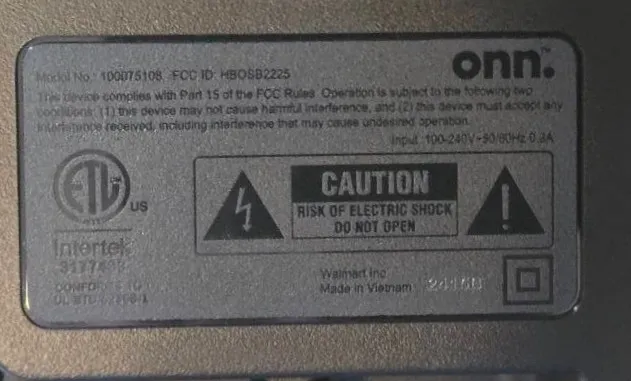 onn.™
Model No.: 100075108 FCC ID: HBOSB2225
This device complies with Part 15 of the FCC Rules. Operation is subject to the following two
conditions: (1) this device may not cause harmful interference, and (2) this device must accept any
interference received, including interference that may cause undesired operation.
Input: 100-240V~50/60Hz 0.3A
ETL
US
Intertek
CAUTION
RISK OF ELECTRIC SHOCK
DO NOT OPEN
Walmart Inc.
Made in Vietnam